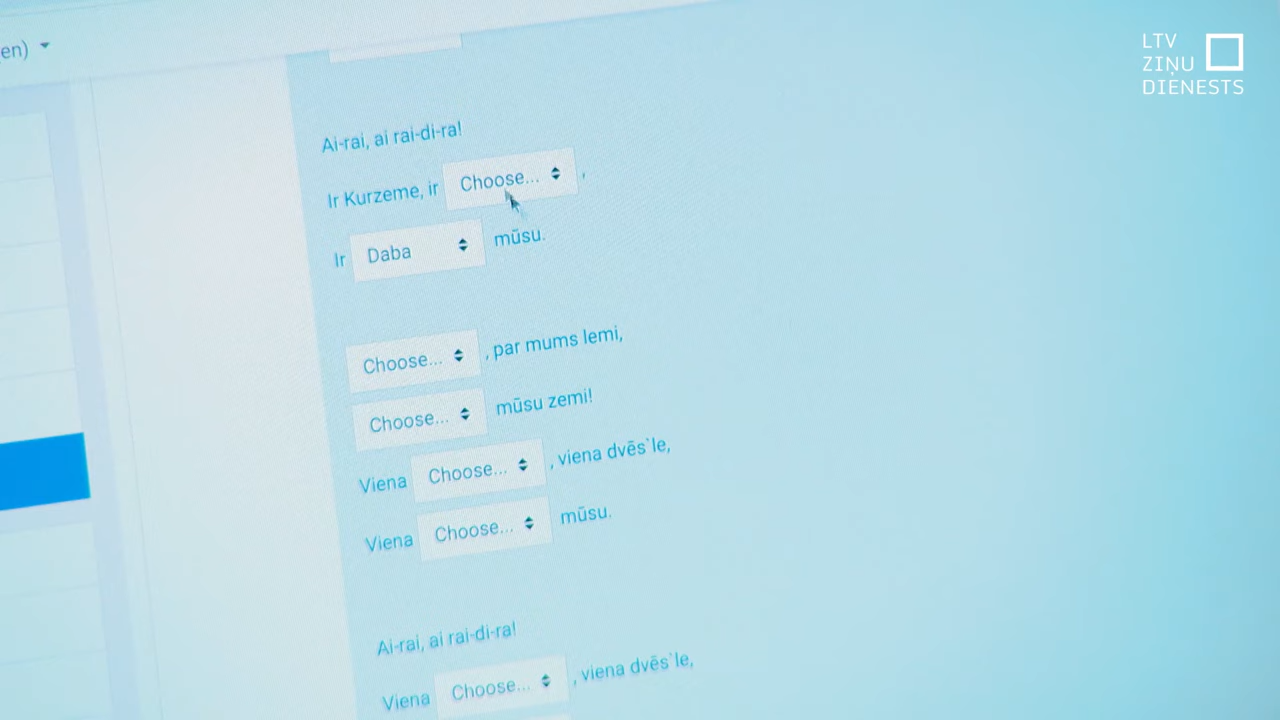 en)
LTV
ZIŅU
DIENESTS
Ai-rai, ai rai-di-ra!
Ir Kurzeme, ir Choose... ,
Ir Daba mūsu.
Choose... , par mums lemi,
Choose... mūsu zemi!
Viena Choose... , viena dvēs`le,
Viena Choose... mūsu.
Ai-rai, ai rai-di-ra!
Viena Choose... , viena dvēs`le,